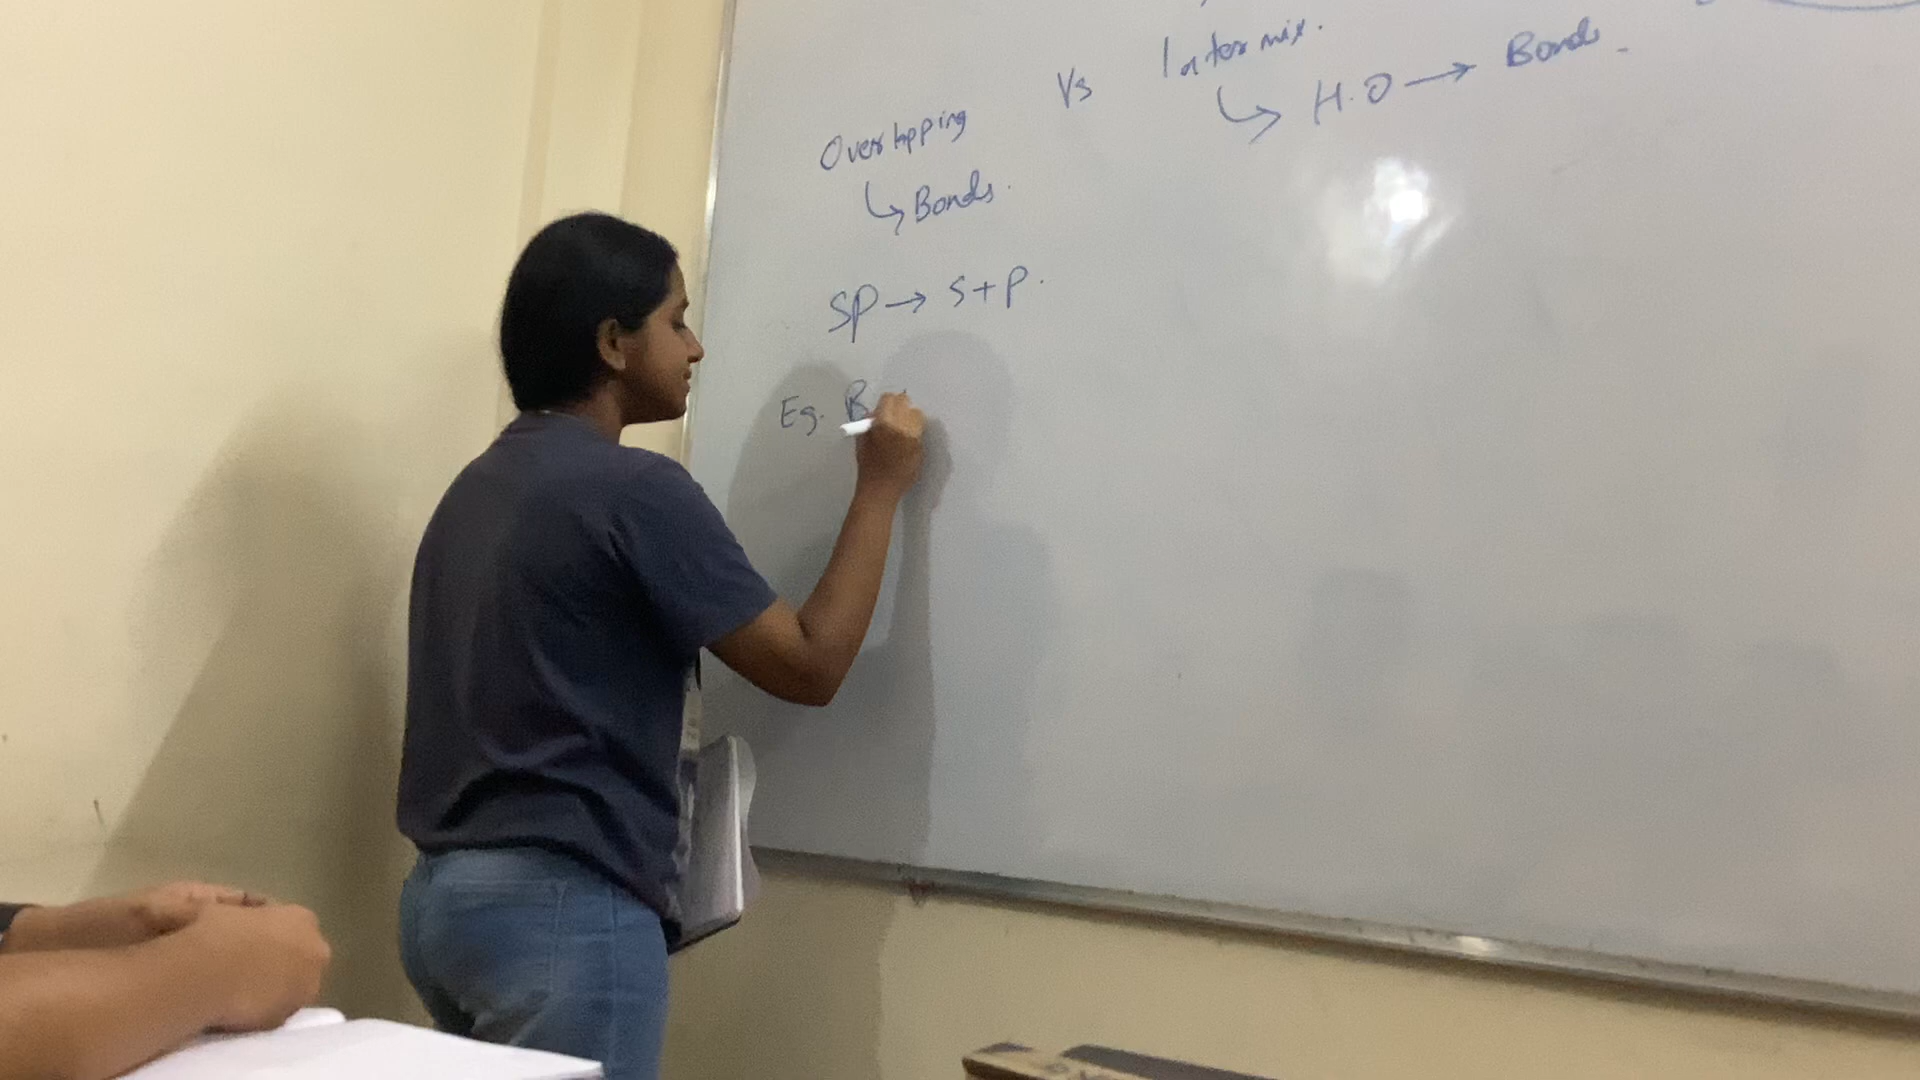 Overlapping Vs Intermix.
↳ Bonds.
↳ H.O → Bonds.
SP → S+P.
Eg. B